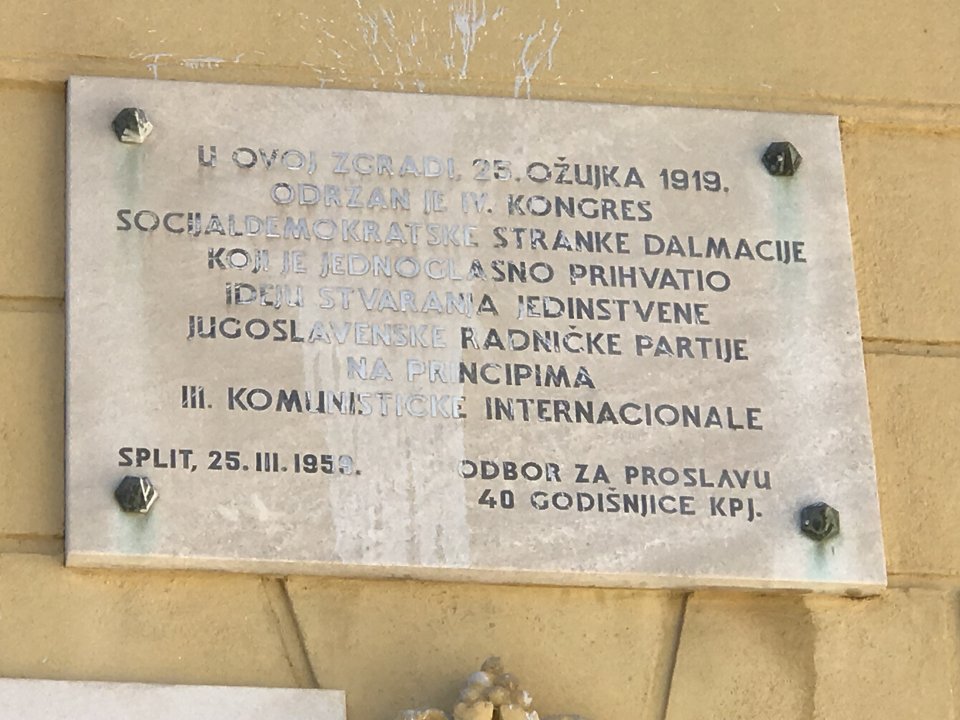 U OVOJ ZGRADI, 25. OŽUJKA 1919.
ODRŽAN JE IV. KONGRES
SOCIJALDEMOKRATSKE STRANKE DALMACIJE
KOJI JE JEDNOGLASNO PRIHVATIO
IDEJU STVARANJA JEDINSTVENE
JUGOSLAVENSKE RADNIČKE PARTIJE
NA PRINCIPIMA
III. KOMUNISTIČKE INTERNACIONALE
SPLIT, 25. III. 1959.
ODBOR ZA PROSLAVU
40 GODIŠNJICE KPJ.